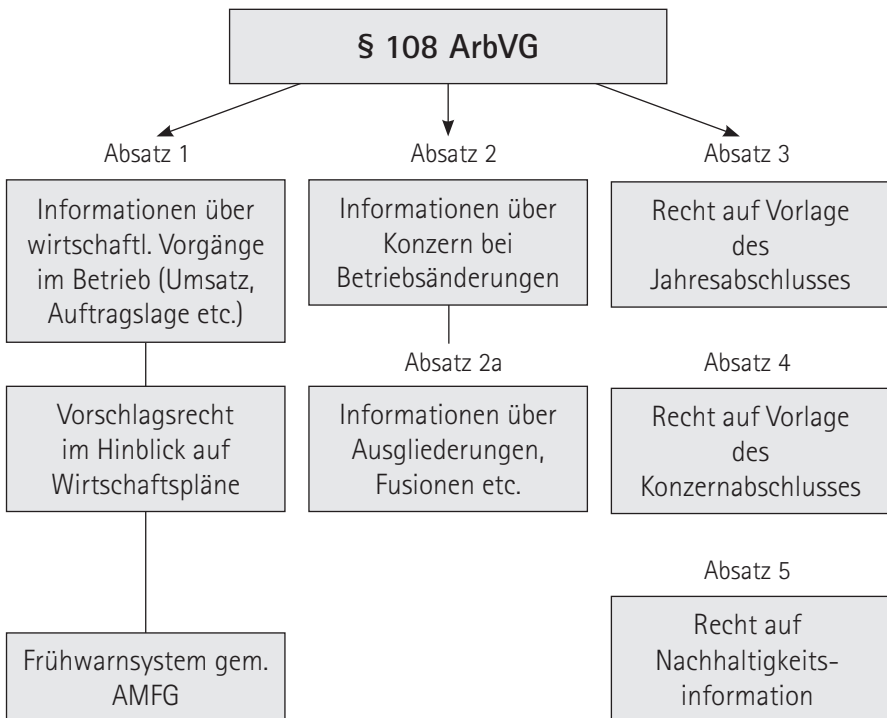 § 108 ArbVG
Absatz 1
Informationen über
wirtschaftl. Vorgänge
im Betrieb (Umsatz,
Auftragslage etc.)
Vorschlagsrecht
im Hinblick auf
Wirtschaftspläne
Frühwarnsystem gem.
AMFG
Absatz 2
Informationen über
Konzern bei
Betriebsänderungen
Absatz 2a
Informationen über
Ausgliederungen,
Fusionen etc.
Absatz 3
Recht auf Vorlage
des
Jahresabschlusses
Absatz 4
Recht auf Vorlage
des
Konzernabschlusses
Absatz 5
Recht auf
Nachhaltigkeits-
information